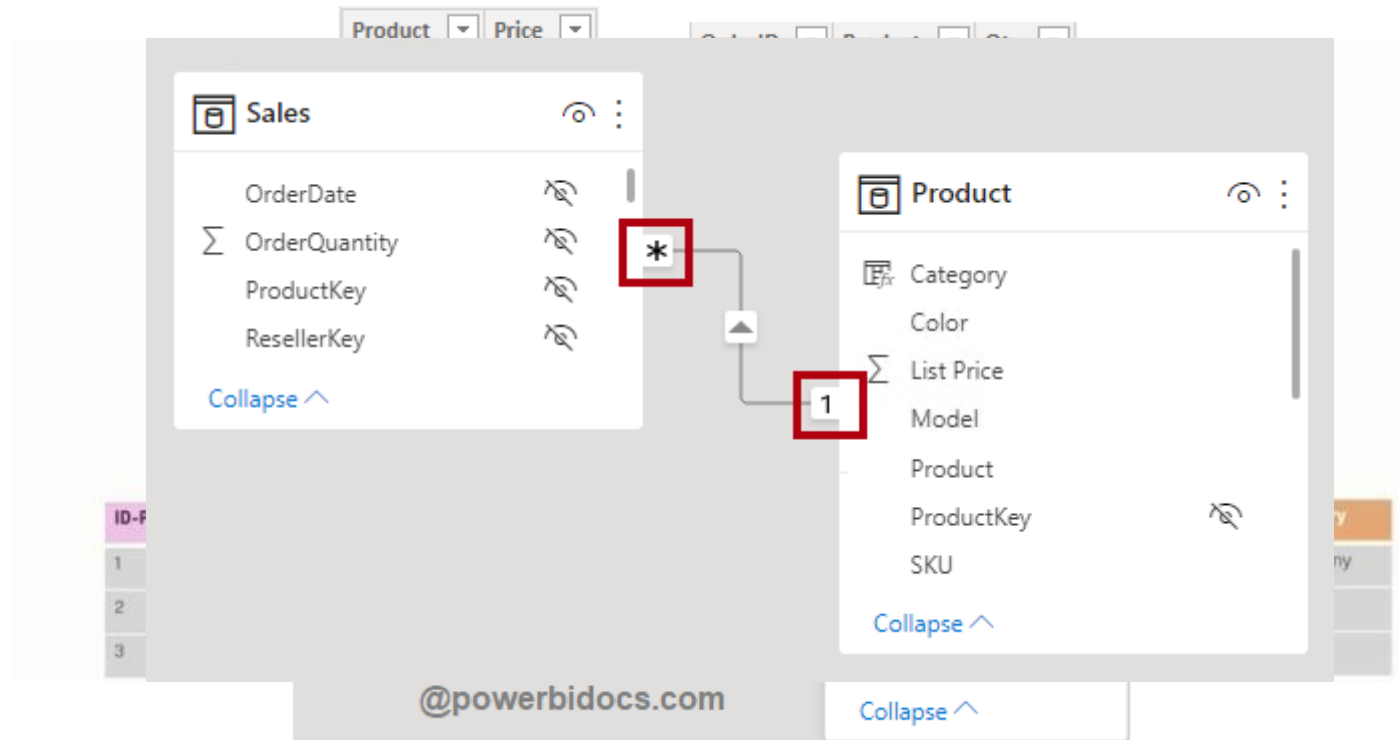 Product Price
Sales
OrderDate
OrderQuantity
ProductKey
ResellerKey
Collapse
*
1
Product
Category
Color
List Price
Model
Product
ProductKey
SKU
Collapse
1
2
3
@powerbidocs.com
Collapse